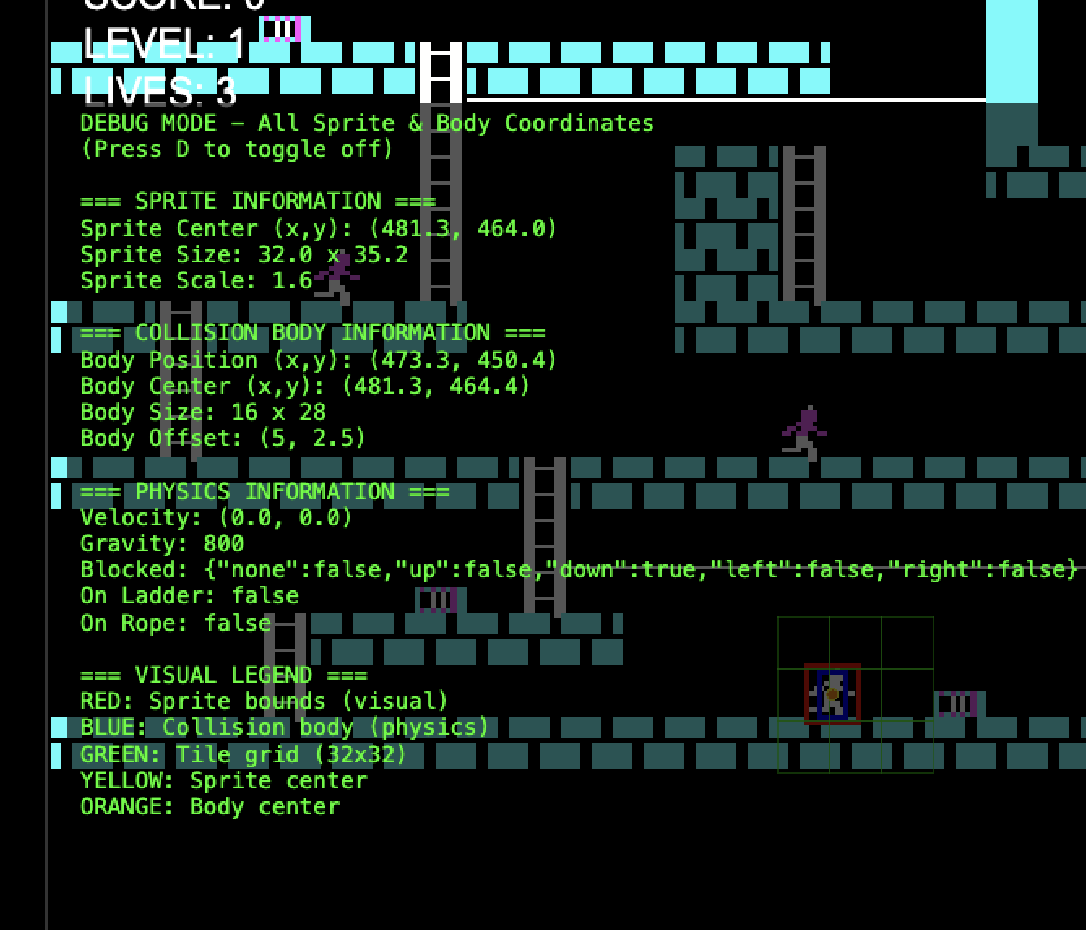 SCORE: 0
LEVEL: 1
LIVES: 3
DEBUG MODE – All Sprite & Body Coordinates
(Press D to toggle off)
=== SPRITE INFORMATION ===
Sprite Center (x,y): (481.3, 464.0)
Sprite Size: 32.0 x 35.2
Sprite Scale: 1.6
=== COLLISION BODY INFORMATION ===
Body Position (x,y): (473.3, 450.4)
Body Center (x,y): (481.3, 464.4)
Body Size: 16 x 28
Body Offset: (5, 2.5)
=== PHYSICS INFORMATION ===
Velocity: (0.0, 0.0)
Gravity: 800
Blocked: {"none":false,"up":false,"down":true,"left":false,"right":false}
On Ladder: false
On Rope: false
=== VISUAL LEGEND ===
RED: Sprite bounds (visual)
BLUE: Collision body (physics)
GREEN: Tile grid (32x32)
YELLOW: Sprite center
ORANGE: Body center